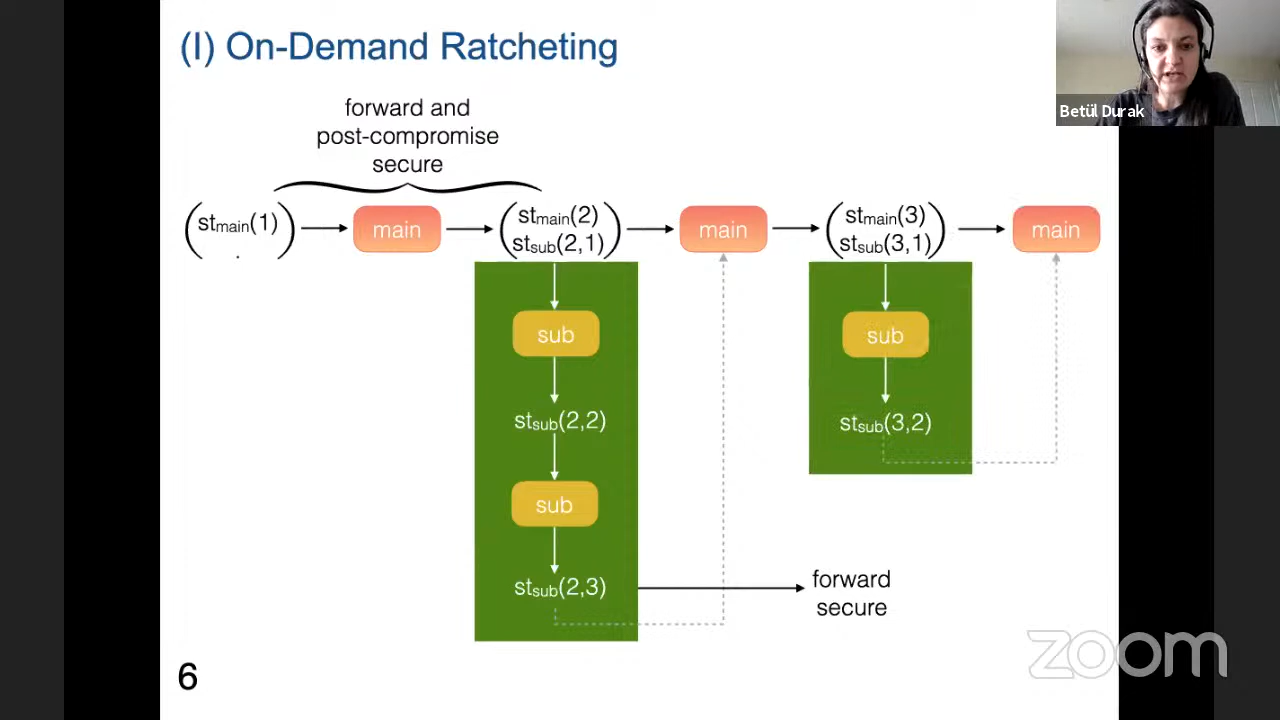 (I) On-Demand Ratcheting
Betül Durak
forward and
post-compromise
secure
st_main(1)
main
st_main(2)
st_sub(2,1)
main
st_main(3)
st_sub(3,1)
main
sub
st_sub(2,2)
sub
st_sub(2,3)
sub
st_sub(3,2)
forward
secure
zoom
6